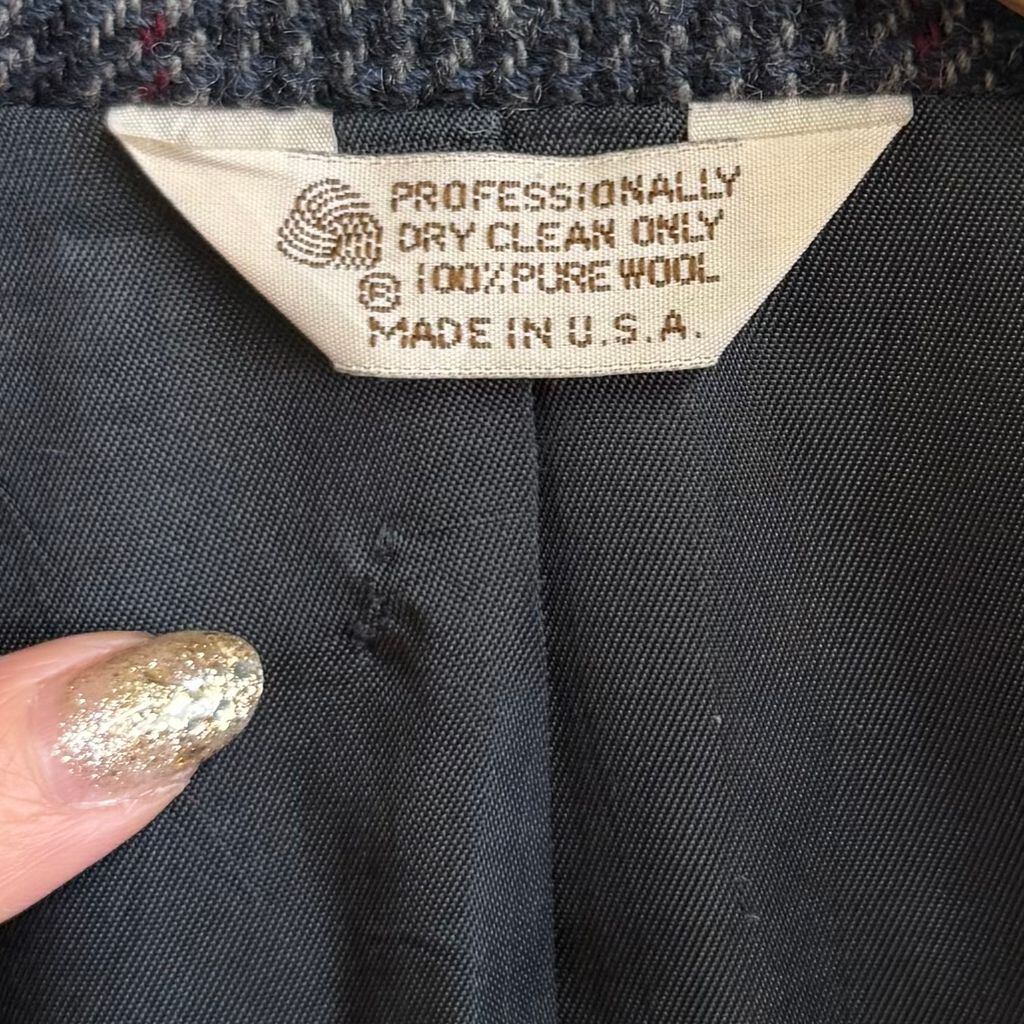 PROFESSIONALLY
DRY CLEAN ONLY
® 100% PURE WOOL
MADE IN U.S.A.